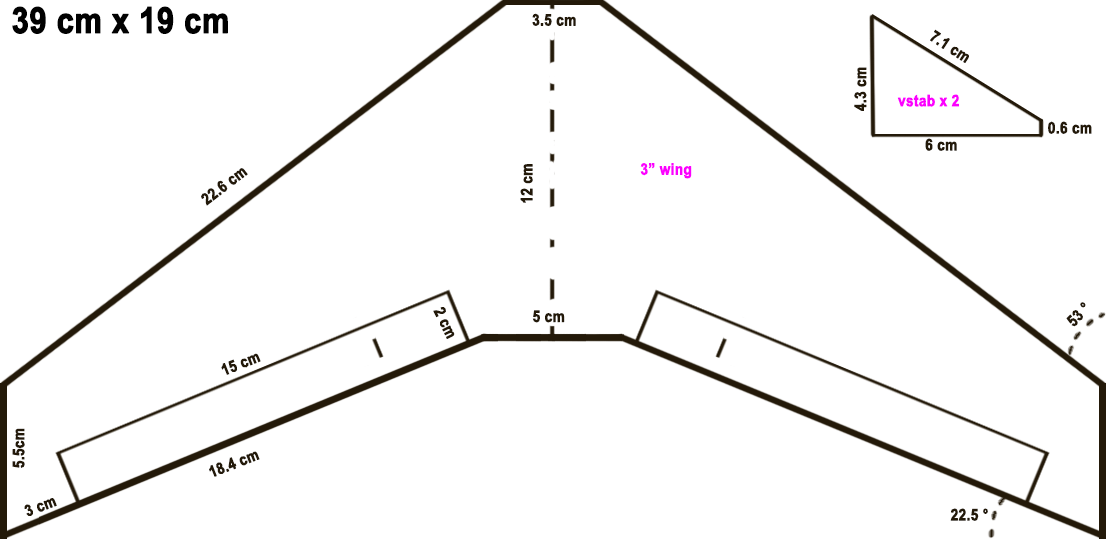 39 cm x 19 cm
3.5 cm
7.1 cm
4.3 cm
vstab x 2
0.6 cm
6 cm
22.6 cm
12 cm
3” wing
5 cm
2 cm
53 °
15 cm
5.5cm
18.4 cm
3 cm
22.5 °